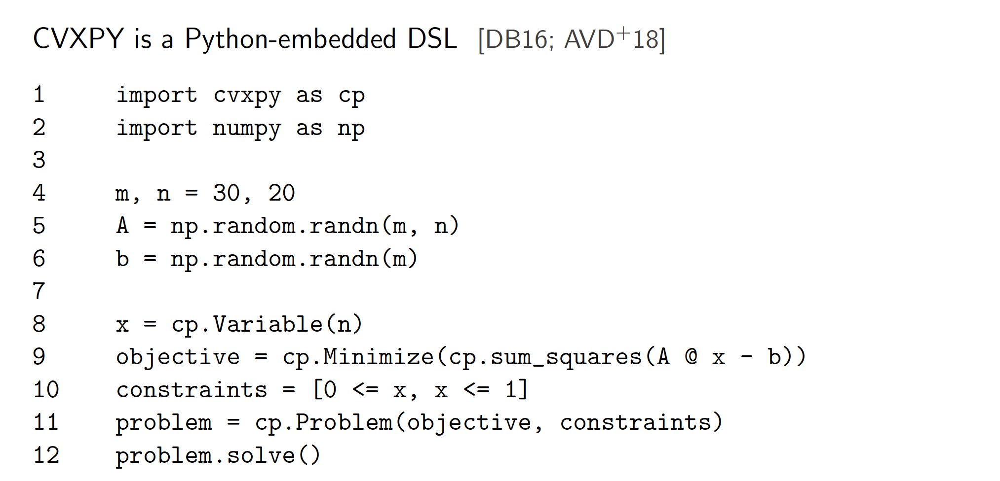 CVXPY is a Python-embedded DSL [DB16; AVD+18]
1 import cvxpy as cp
2 import numpy as np
3
4 m, n = 30, 20
5 A = np.random.randn(m, n)
6 b = np.random.randn(m)
7
8 x = cp.Variable(n)
9 objective = cp.Minimize(cp.sum_squares(A @ x - b))
10 constraints = [0 <= x, x <= 1]
11 problem = cp.Problem(objective, constraints)
12 problem.solve()